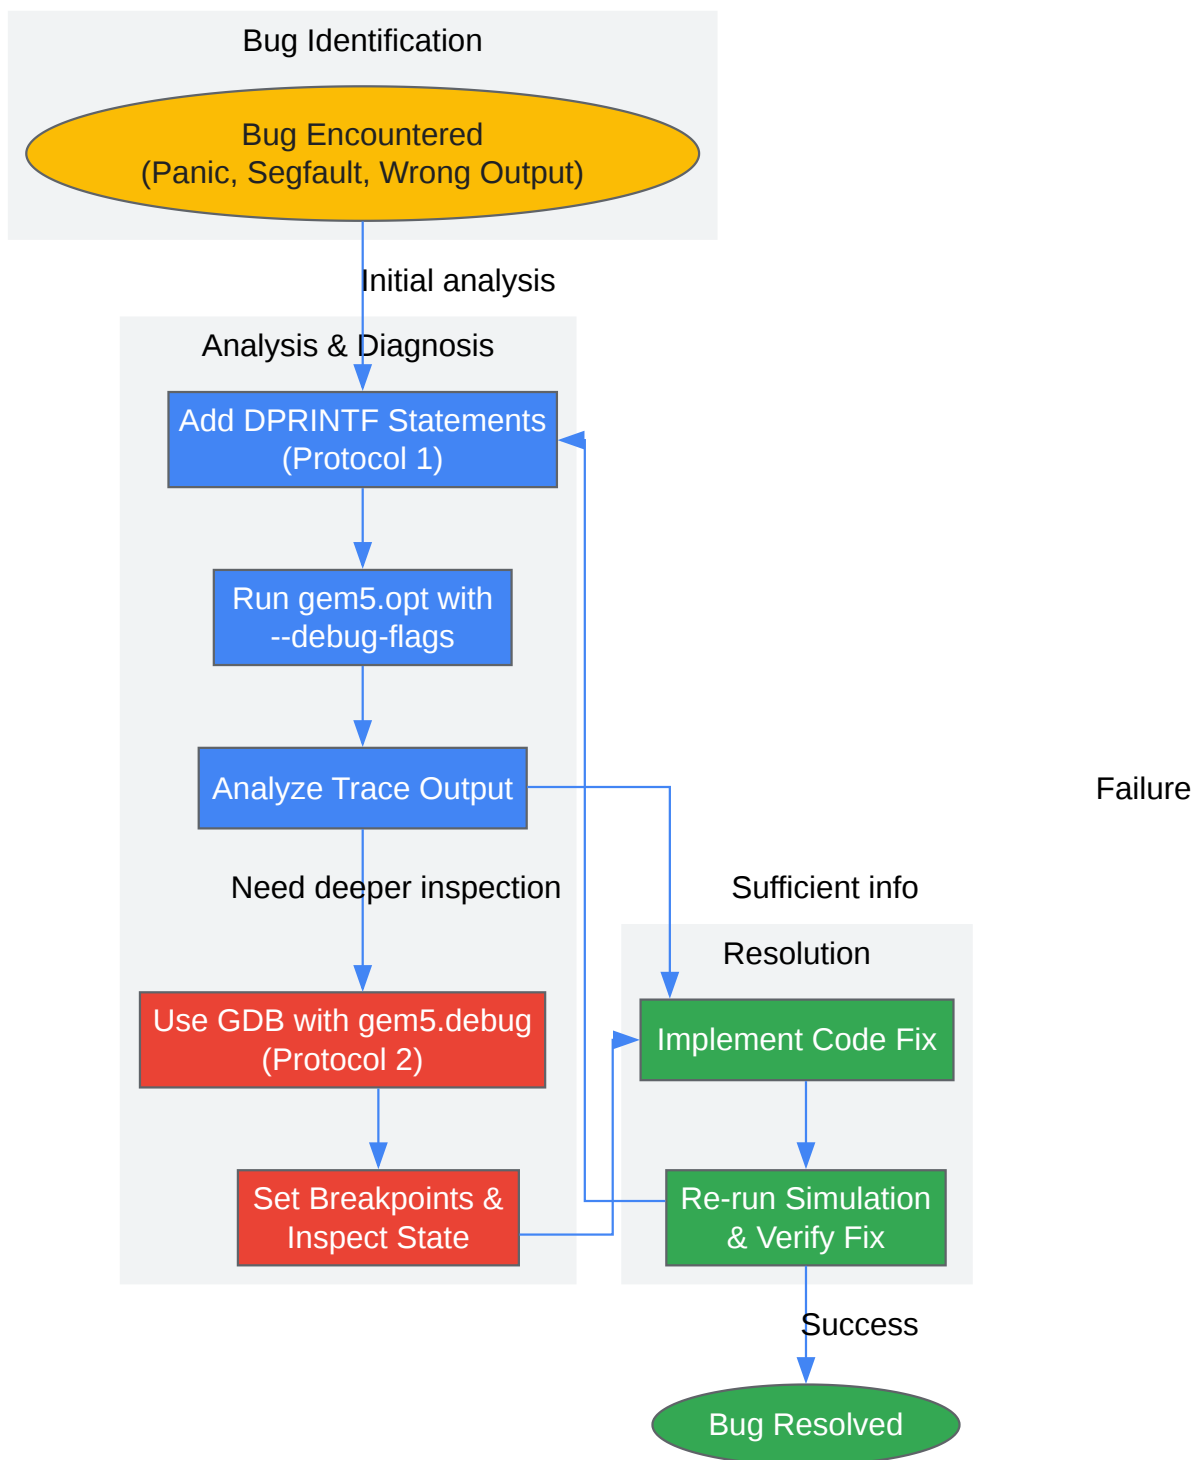 Bug Identification
Bug Encountered
(Panic, Segfault, Wrong Output)
Initial analysis
Analysis & Diagnosis
Add DPRINTF Statements
(Protocol 1)
Run gem5.opt with
--debug-flags
Analyze Trace Output
Failure
Need deeper inspection
Sufficient info
Resolution
Use GDB with gem5.debug
(Protocol 2)
Implement Code Fix
Set Breakpoints &
Inspect State
Re-run Simulation
& Verify Fix
Success
Bug Resolved